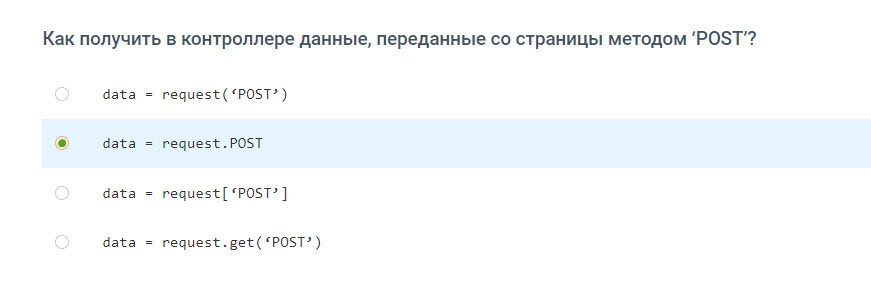 Как получить в контроллере данные, переданные со страницы методом ‘POST’?
data = request(‘POST’)
data = request.POST
data = request[‘POST’]
data = request.get(‘POST’)